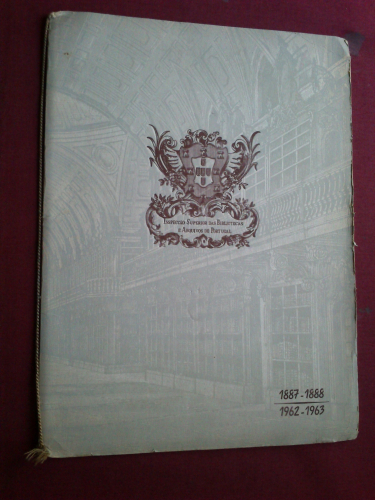 Inspecção Superior das Bibliotecas
e Arquivos de Portugal
1887-1888
1962-1963